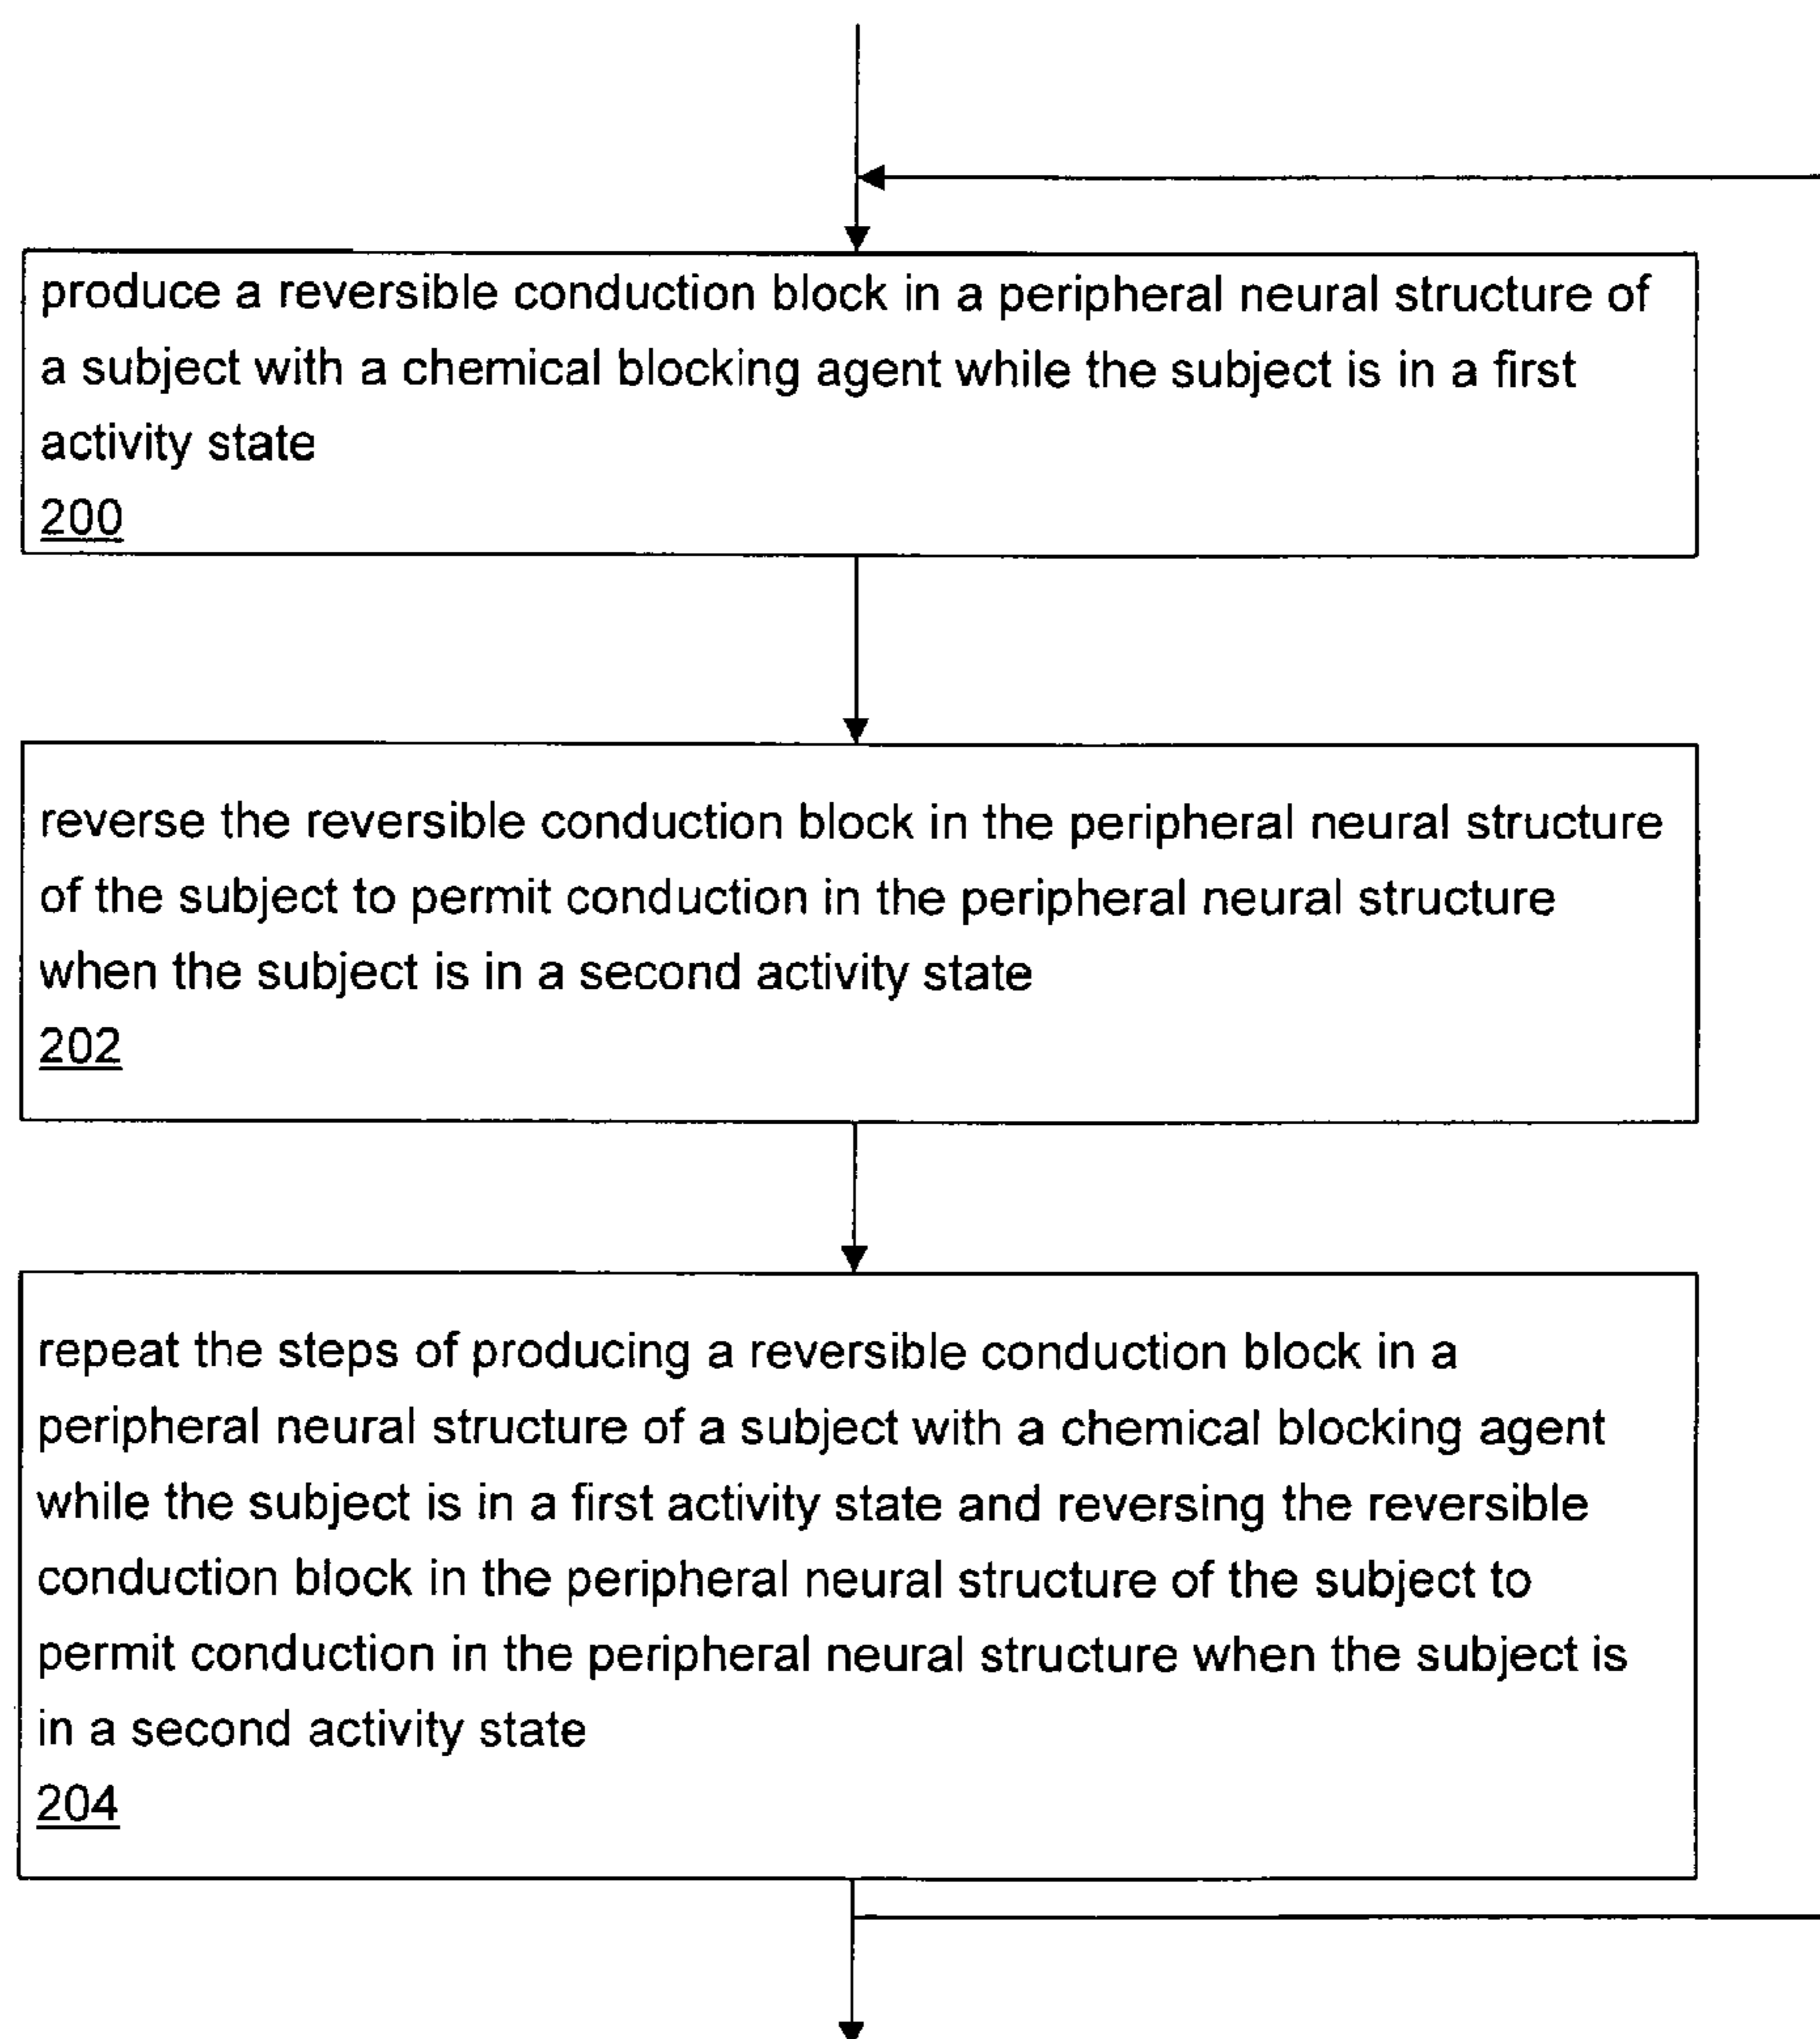 produce a reversible conduction block in a peripheral neural structure of
a subject with a chemical blocking agent while the subject is in a first
activity state
200
reverse the reversible conduction block in the peripheral neural structure
of the subject to permit conduction in the peripheral neural structure
when the subject is in a second activity state
202
repeat the steps of producing a reversible conduction block in a
peripheral neural structure of a subject with a chemical blocking agent
while the subject is in a first activity state and reversing the reversible
conduction block in the peripheral neural structure of the subject to
permit conduction in the peripheral neural structure when the subject is
in a second activity state
204